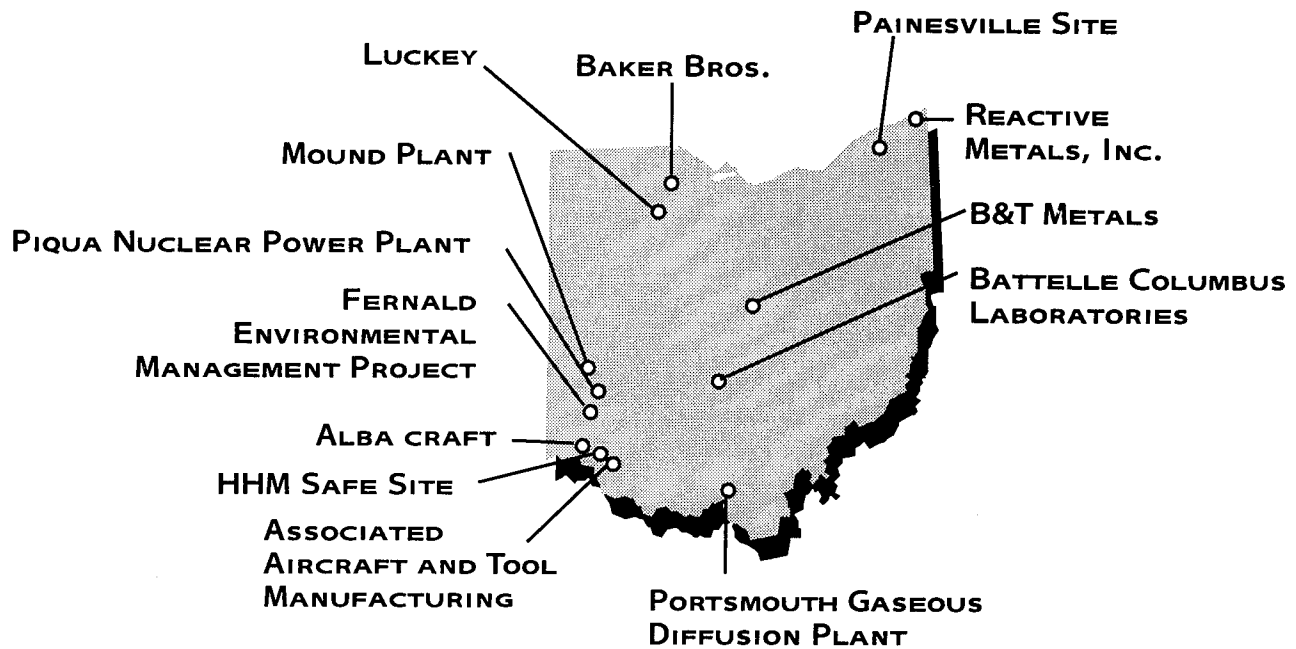 PAINESVILLE SITE
LUCKEY
BAKER BROS.
REACTIVE
METALS, INC.
MOUND PLANT
B&T METALS
PIQUA NUCLEAR POWER PLANT
BATTELLE COLUMBUS
LABORATORIES
FERNALD
ENVIRONMENTAL
MANAGEMENT PROJECT
ALBA CRAFT
HHM SAFE SITE
ASSOCIATED
AIRCRAFT AND TOOL
MANUFACTURING
PORTSMOUTH GASEOUS
DIFFUSION PLANT